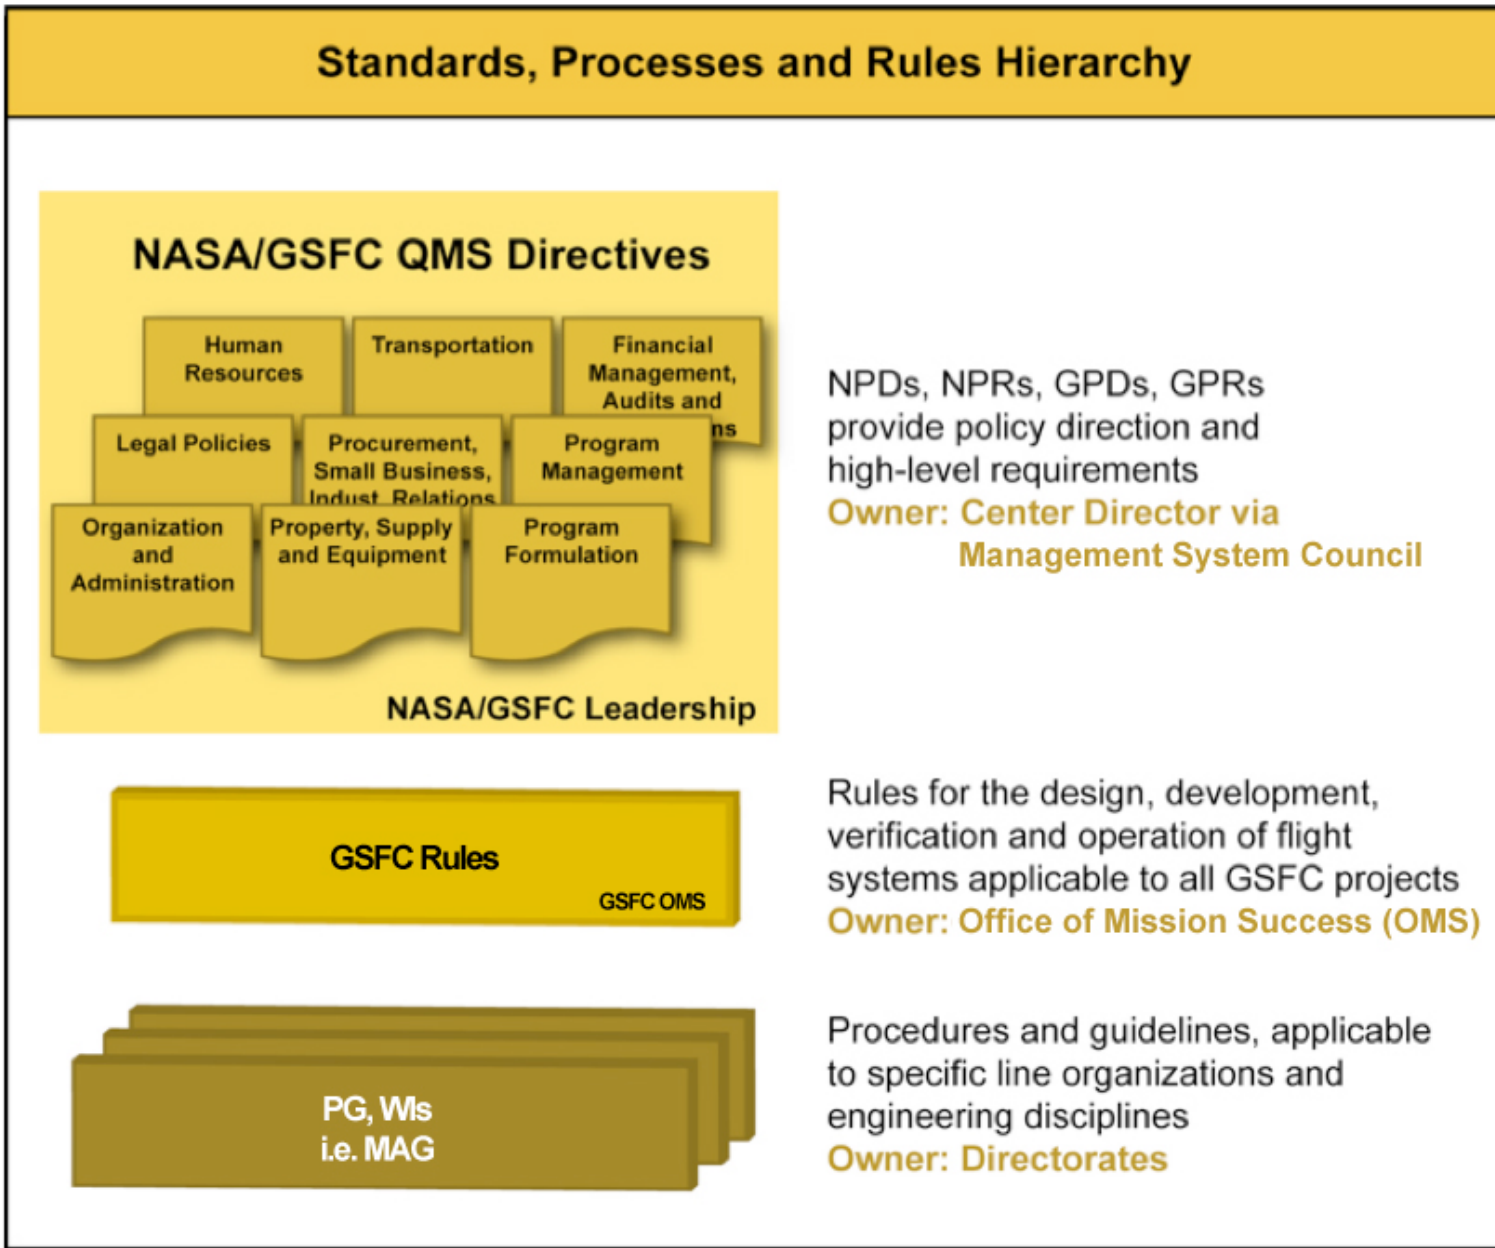 Standards, Processes and Rules Hierarchy
NASA/GSFC QMS Directives
Human
Resources
Transportation
Financial
Management,
Audits and
ns
Legal Policies
Procurement,
Small Business,
Indust. Relations
Program
Management
Organization
and
Administration
Property, Supply
and Equipment
Program
Formulation
NASA/GSFC Leadership
NPDs, NPRs, GPDs, GPRs
provide policy direction and
high-level requirements
Owner: Center Director via
Management System Council
GSFC Rules
GSFC OMS
Rules for the design, development,
verification and operation of flight
systems applicable to all GSFC projects
Owner: Office of Mission Success (OMS)
PG, WIs
i.e. MAG
Procedures and guidelines, applicable
to specific line organizations and
engineering disciplines
Owner: Directorates